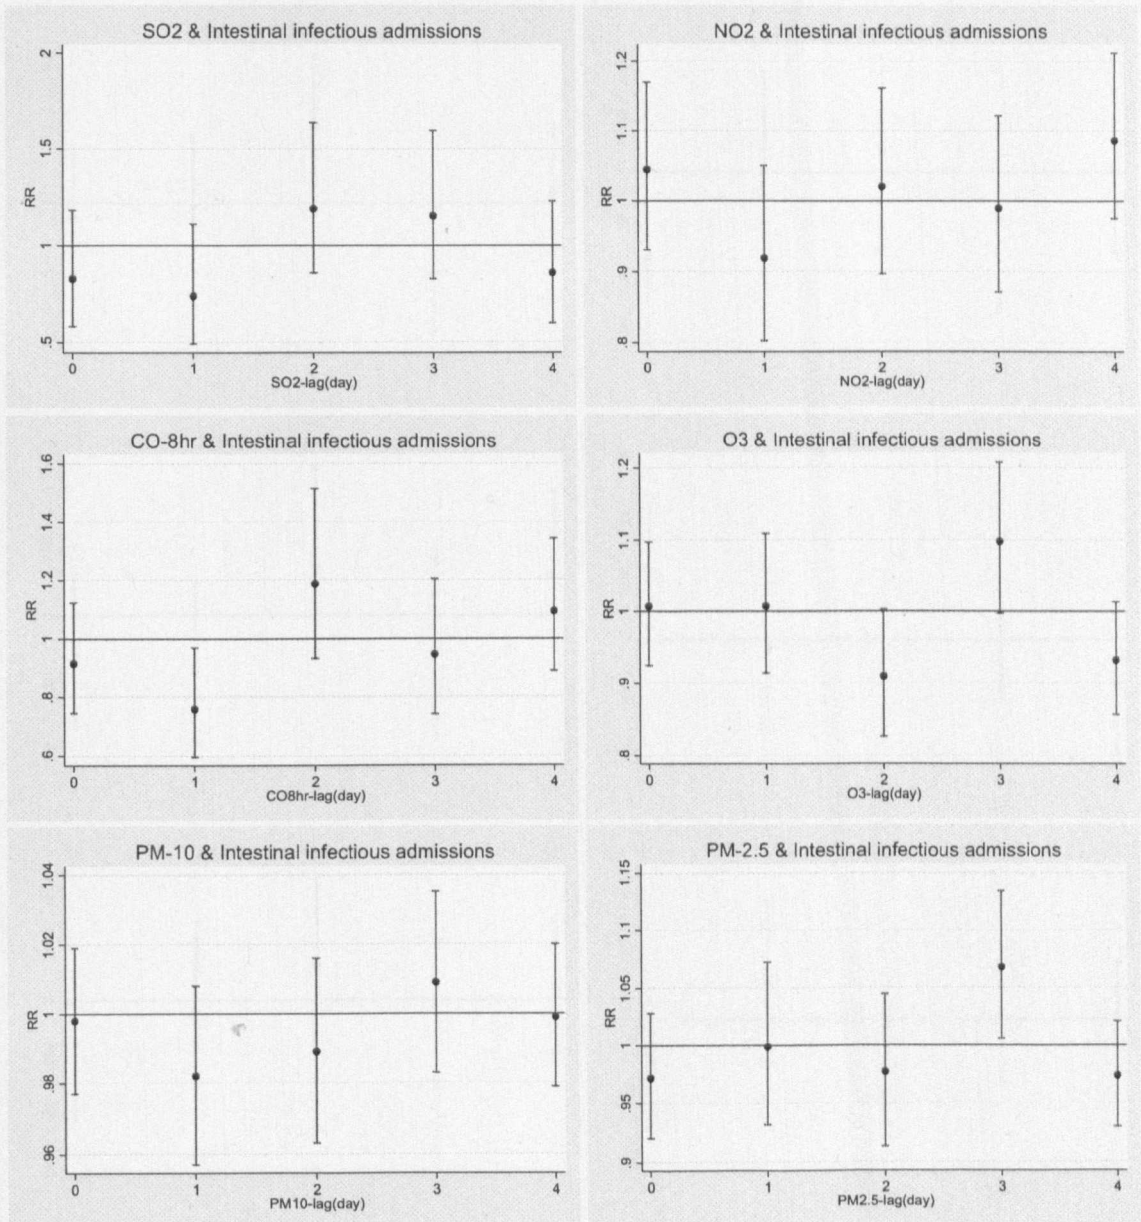 SO2 & Intestinal infectious admissions
2
1.5
1
.5
RR
0 1 2 3 4
SO2-lag(day)
NO2 & Intestinal infectious admissions
1.2
1.1
1
.9
.8
RR
0 1 2 3 4
NO2-lag(day)
CO-8hr & Intestinal infectious admissions
1.6
1.4
1.2
1
.8
.6
RR
0 1 2 3 4
CO8hr-lag(day)
O3 & Intestinal infectious admissions
1.2
1.1
1
.9
.8
RR
0 1 2 3 4
O3-lag(day)
PM-10 & Intestinal infectious admissions
1.04
1.02
1
.98
.96
RR
0 1 2 3 4
PM10-lag(day)
PM-2.5 & Intestinal infectious admissions
1.15
1.1
1.05
1
.95
.9
RR
0 1 2 3 4
PM2.5-lag(day)